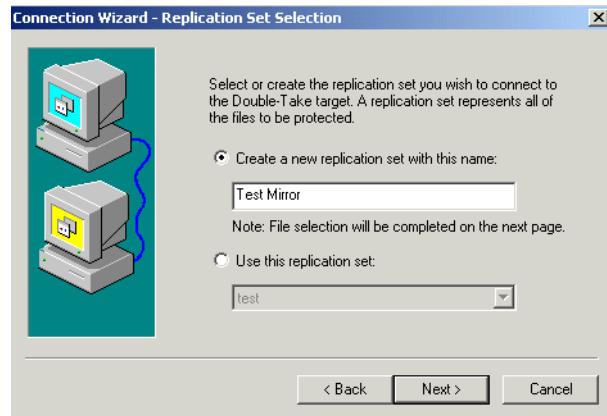 Connection Wizard - Replication Set Selection
Select or create the replication set you wish to connect to
the Double-Take target. A replication set represents all of
the files to be protected.
Create a new replication set with this name:
Test Mirror
Note: File selection will be completed on the next page.
Use this replication set:
test
< Back
Next >
Cancel